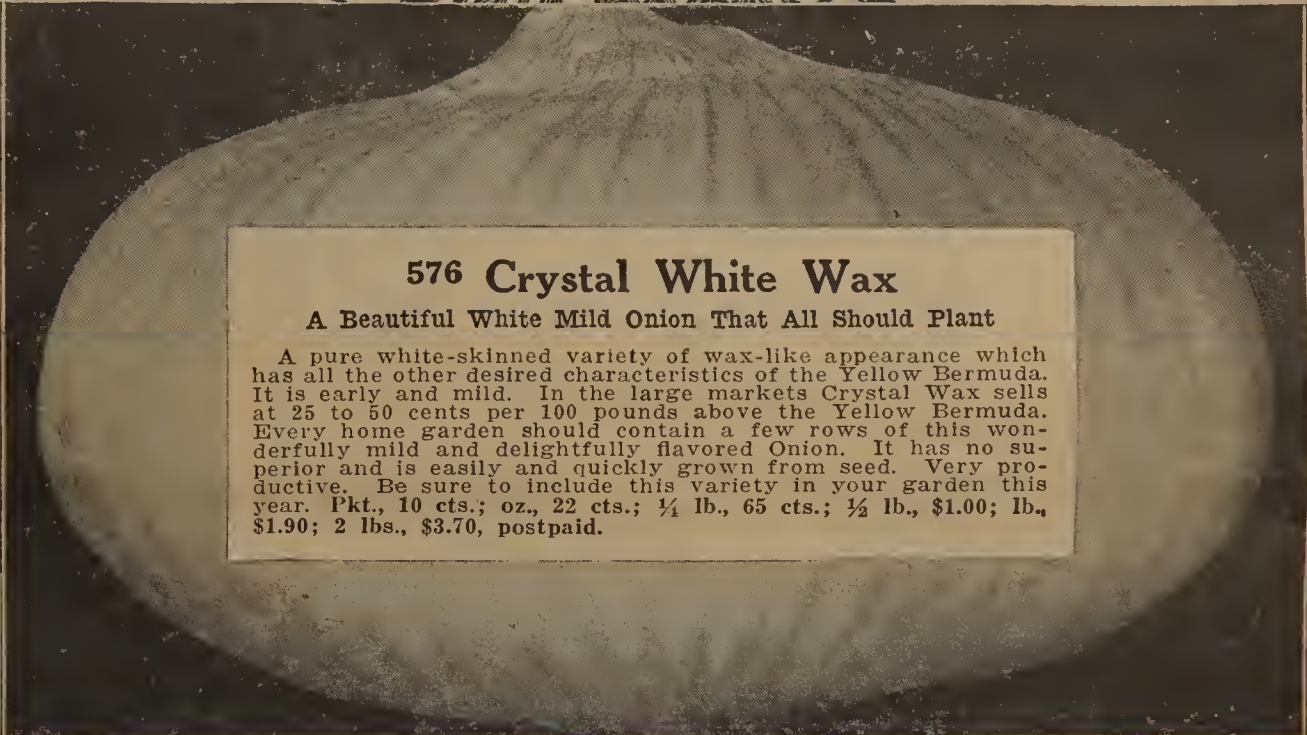 576 Crystal White Wax
A Beautiful White Mild Onion That All Should Plant
A pure white-skinned variety of wax-like appearance which
has all the other desired characteristics of the Yellow Bermuda.
It is early and mild. In the large markets Crystal Wax sells
at 25 to 50 cents per 100 pounds above the Yellow Bermuda.
Every home garden should contain a few rows of this won-
derfully mild and delightfully flavored Onion. It has no su-
perior and is easily and quickly grown from seed. Very pro-
ductive. Be sure to include this variety in your garden this
year. Pkt., 10 cts.; oz., 22 cts.; ¼ lb., 65 cts.; ½ lb., $1.00; lb.,
$1.90; 2 lbs., $3.70, postpaid.